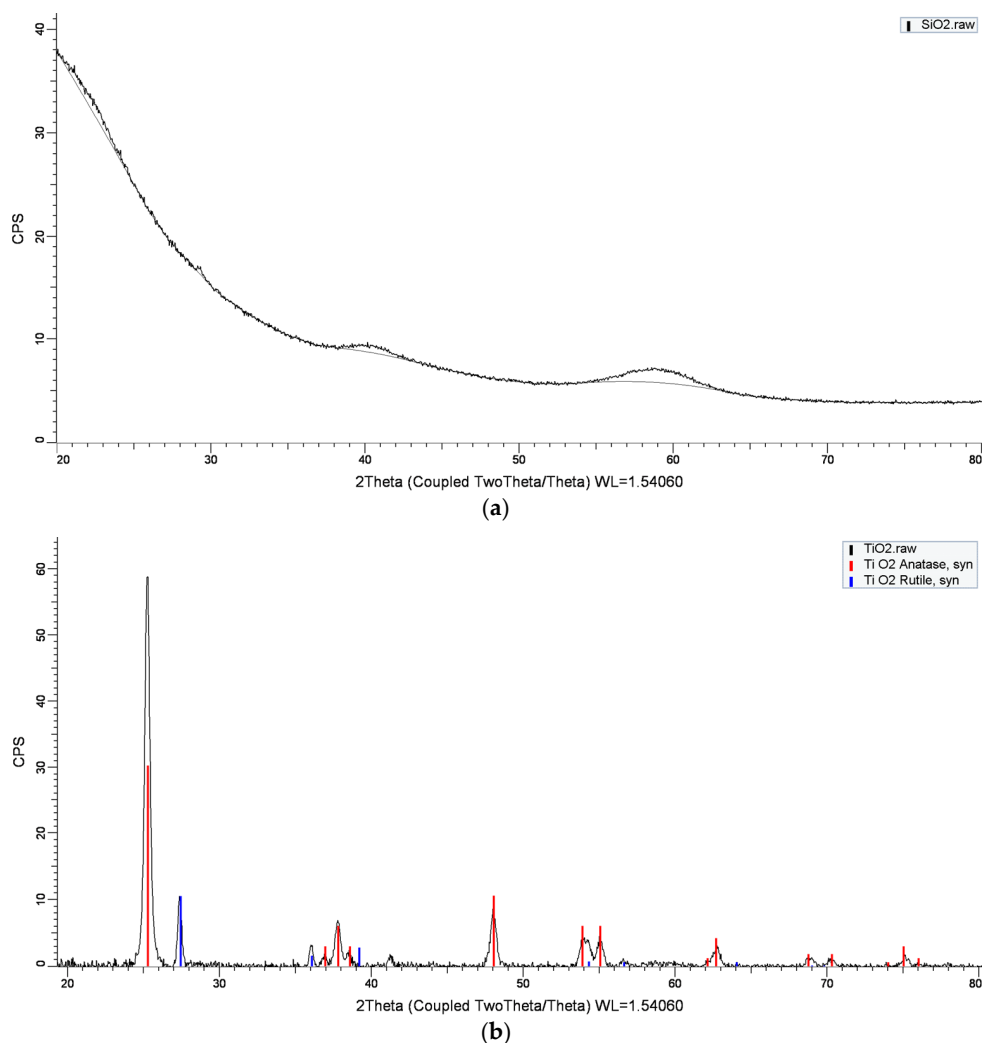 40
SiO2.raw
30
CPS
20
10
0
20 30 40 50 60 70 80
2Theta (Coupled TwoTheta/Theta) WL=1.54060
(a)
TiO2.raw
60
Ti O2 Anatase, syn
Ti O2 Rutile, syn
50
40
CPS
30
20
10
0
20 30 40 50 60 70 80
2Theta (Coupled TwoTheta/Theta) WL=1.54060
(b)